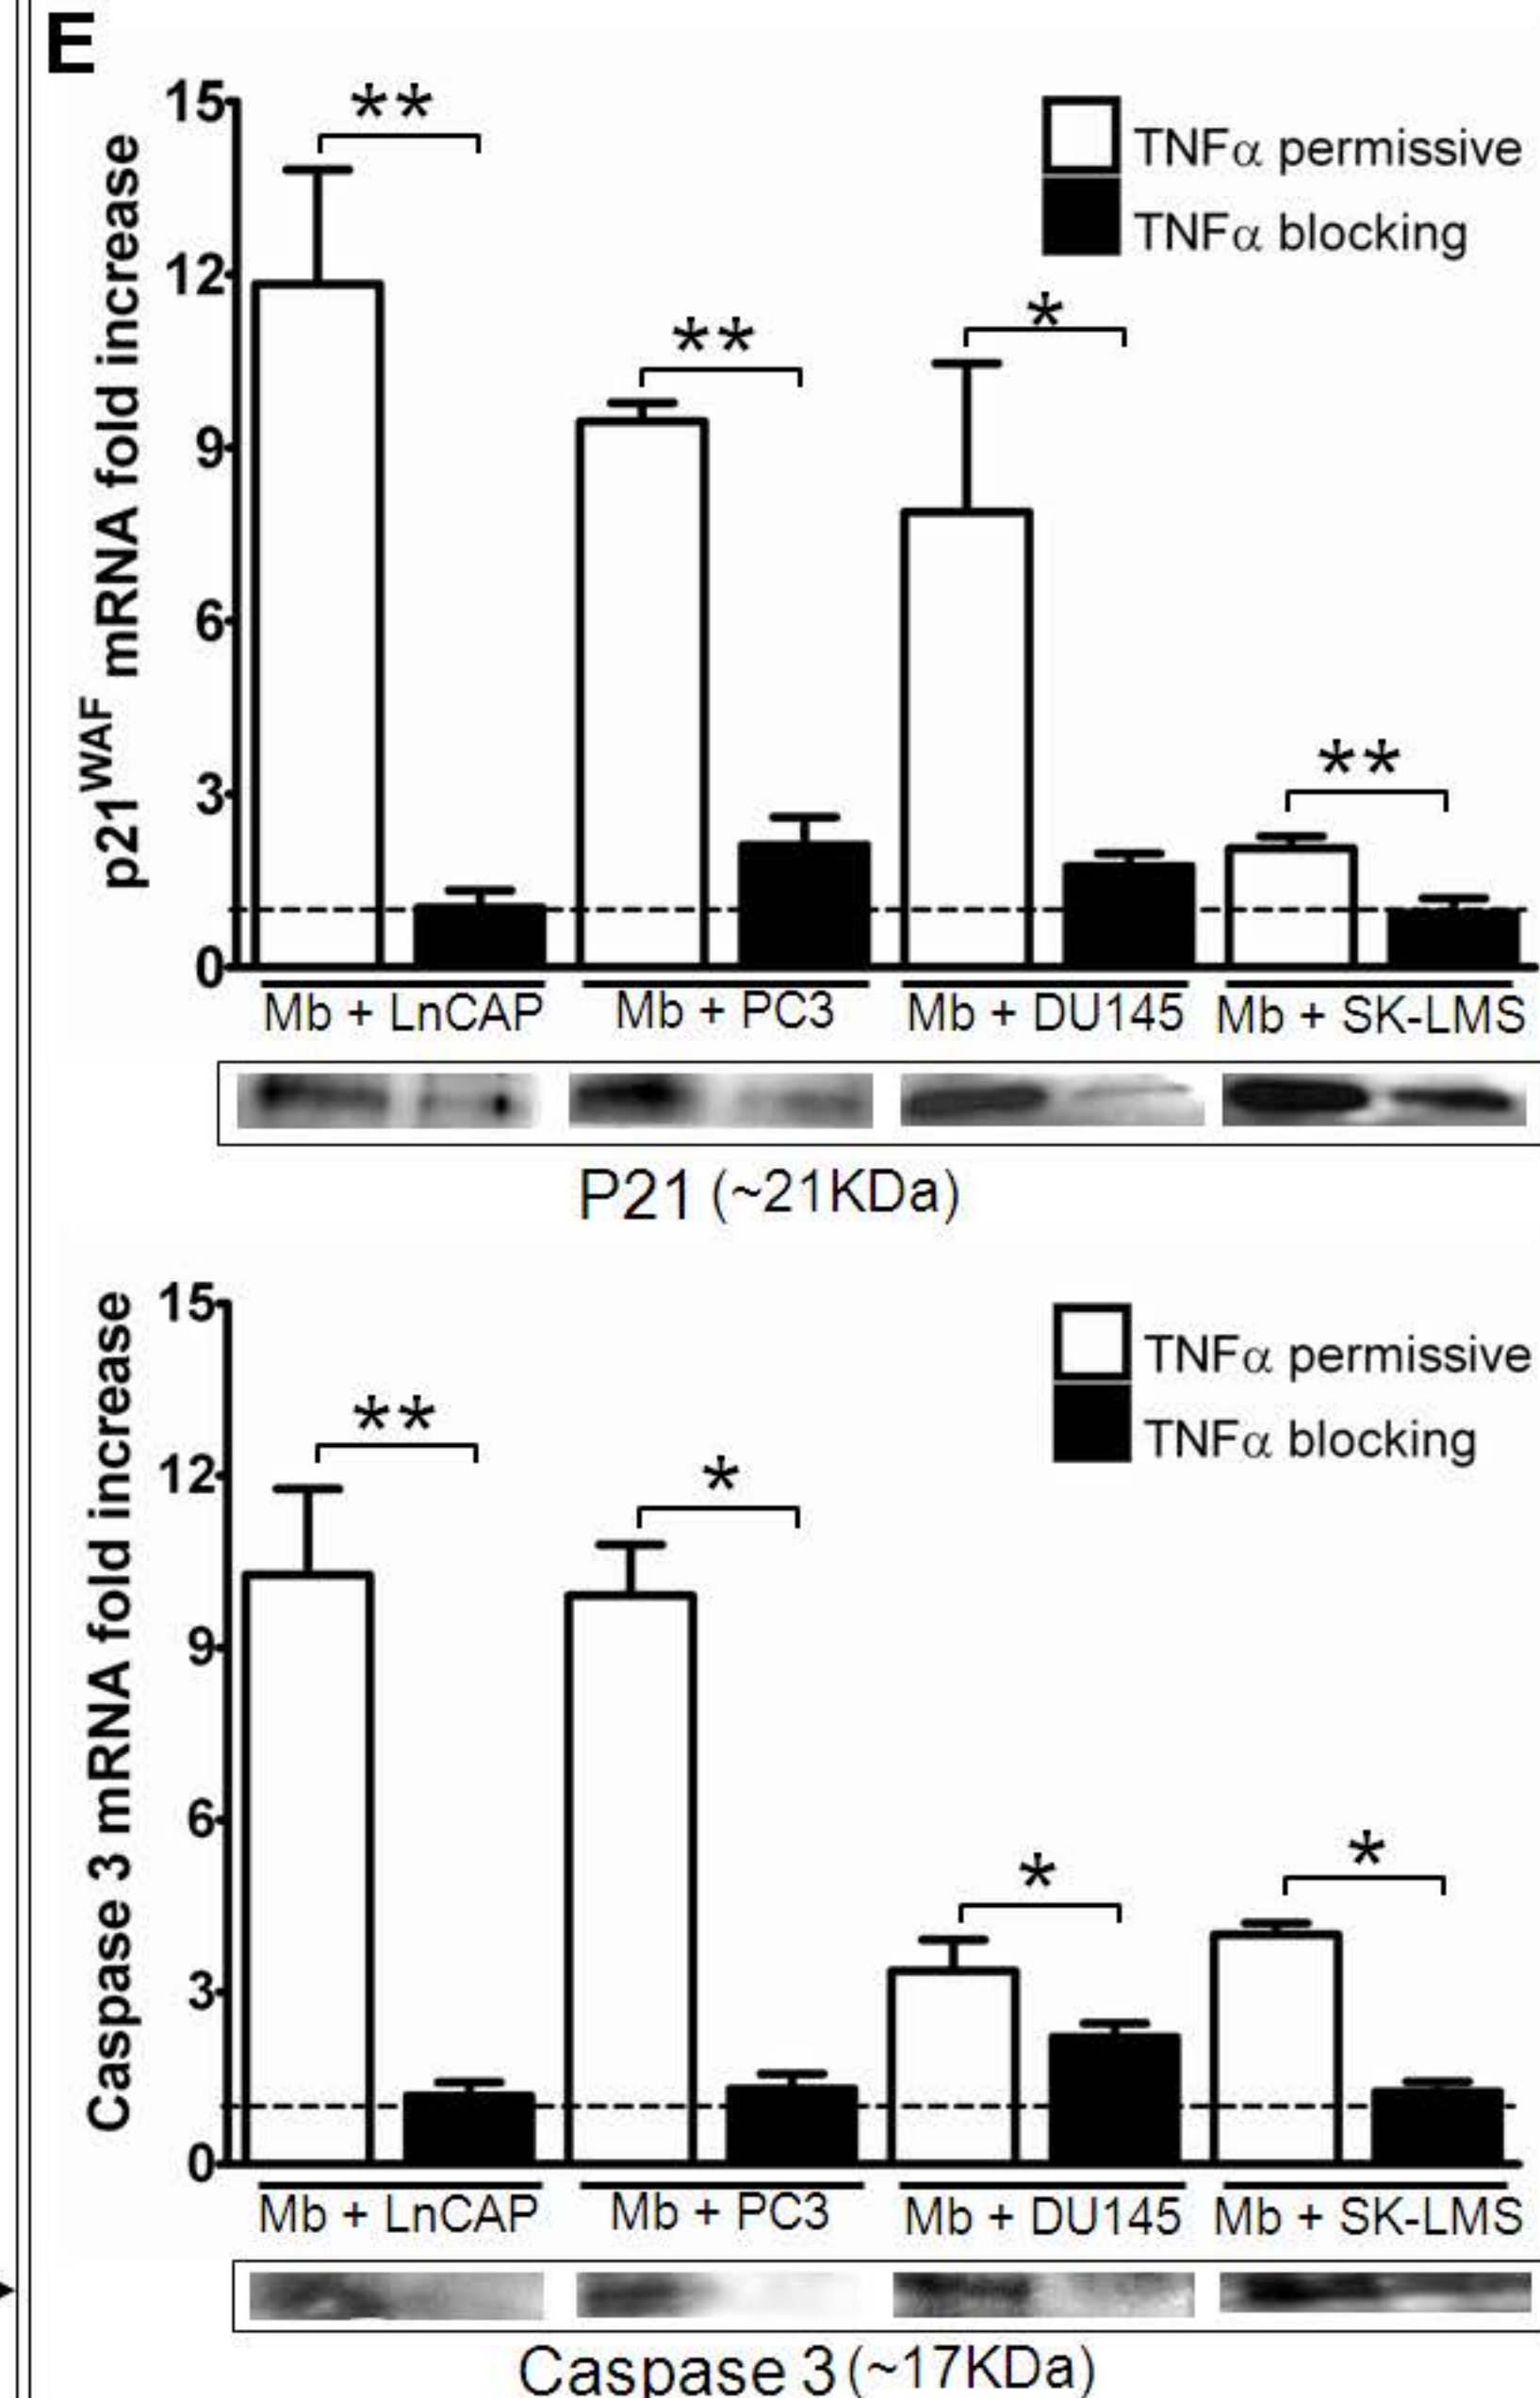 E
p21WAF mRNA fold increase
15
12
9
6
3
0
** ** * **
TNFα permissive
TNFα blocking
Mb + LnCAP Mb + PC3 Mb + DU145 Mb + SK-LMS
P21 (~21KDa)
Caspase 3 mRNA fold increase
15
12
9
6
3
0
** * * *
TNFα permissive
TNFα blocking
Mb + LnCAP Mb + PC3 Mb + DU145 Mb + SK-LMS
Caspase 3 (~17KDa)